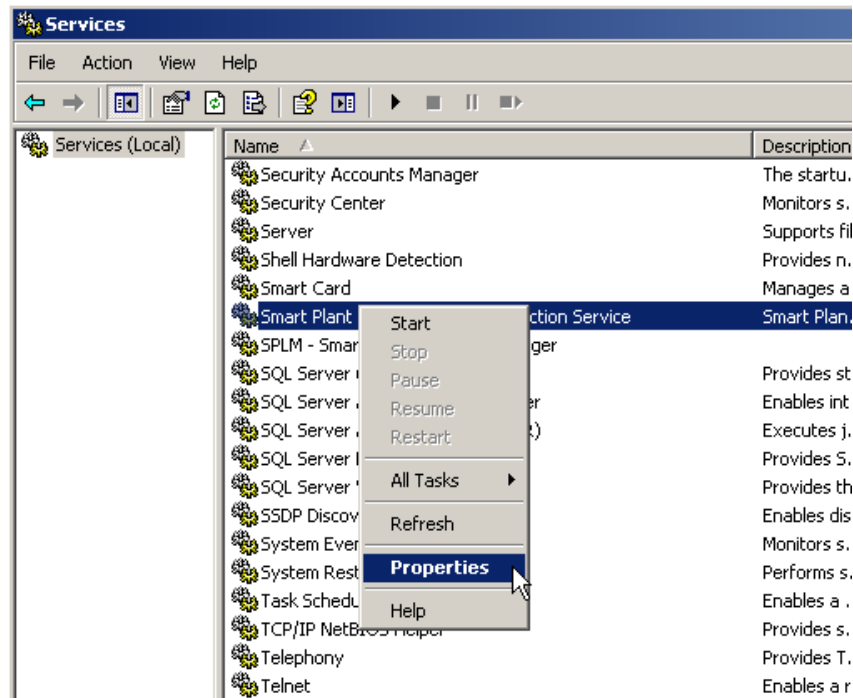 Services
File Action View Help
Services (Local)
Name Description
Security Accounts Manager The startu.
Security Center Monitors s.
Server Supports fil
Shell Hardware Detection Provides n.
Smart Card Manages a
Smart Plant ction Service Smart Plan.
SPLM - Smar ger
SQL Server Provides st
SQL Server er Enables int
SQL Server Executes j.
SQL Server Provides S.
SQL Server Provides th
SSDP Discov Enables dis
System Ever Monitors s.
System Rest Performs s.
Task Schedu Enables a .
TCP/IP NetBIOS Helper Provides s.
Telephony Provides T.
Telnet Enables a r
Start
Stop
Pause
Resume
Restart
All Tasks
Refresh
Properties
Help